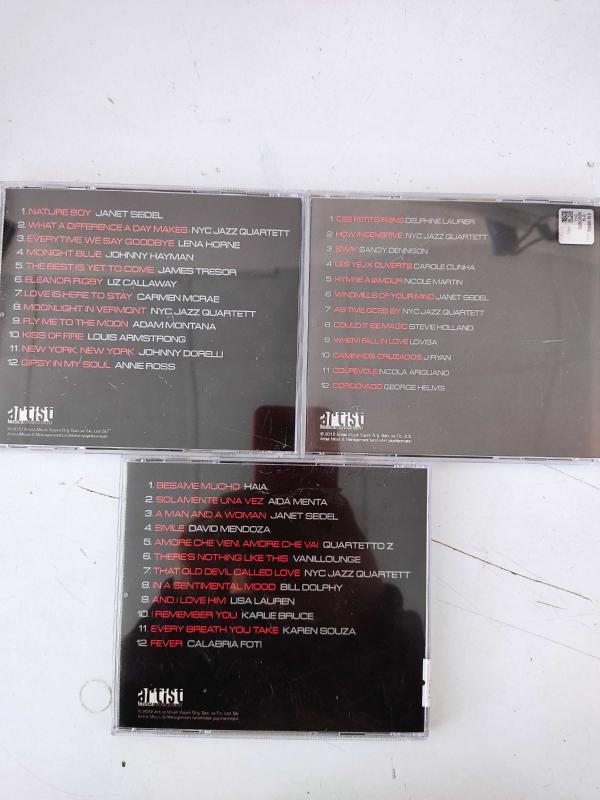 1. NATURE BOY JANET SEIDEL
2. WHAT A DIFFERENCE A DAY MAKES NYC JAZZ QUARTETT
3. EVERYTIME WE SAY GOODBYE LENA HORNE
4. MIDNIGHT BLUE JOHNNY HAYMAN
5. THE BEST IS YET TO COME JAMES TRESOR
6. ELEANOR RIGBY LIZ CALLAWAY
7. LOVE IS HERE TO STAY CARMEN MCRAE
8. MOONLIGHT IN VERMONT NYC JAZZ QUARTETT
9. FLY ME TO THE MOON ADAM MONTANA
10. KISS OF FIRE LOUIS ARMSTRONG
11. NEW YORK, NEW YORK JOHNNY DORELLI
12. GIPSY IN MY SOUL ANNIE ROSS
artist
1. CES PETITS RIENS DELPHINE LAURIER
2. HOW INSENSITIVE NYC JAZZ QUARTETT
3. SWAY SANDY DENNISON
4. LES YEUX OUVERTS CAROLE CUNHA
5. HYMNE A L'AMOUR NICOLE MARTIN
6. WINDMILLS OF YOUR MIND JANET SEIDEL
7. AS TIME GOES BY NYC JAZZ QUARTETT
8. COULD IT BE MAGIC STEVE HOLLAND
9. WHEN I FALL IN LOVE LOVISA
10. CAMINHOS CRUZADOS J RYAN
11. COLPEVOLE NICOLA ARIGLIANO
12. CORCOVADO GEORGE HELMS
artist
1. BESAME MUCHO HAIA
2. SOLAMENTE UNA VEZ AIDA MENTA
3. A MAN AND A WOMAN JANET SEIDEL
4. SMILE DAVID MENDOZA
5. AMORE CHE VIENI, AMORE CHE VAI QUARTETTO Z
6. THERE'S NOTHING LIKE THIS VANILLOUNGE
7. THAT OLD DEVIL CALLED LOVE NYC JAZZ QUARTETT
8. IN A SENTIMENTAL MOOD BILL DOLPHY
9. AND I LOVE HIM LISA LAUREN
10. I REMEMBER YOU KARLIE BRUCE
11. EVERY BREATH YOU TAKE KAREN SOUZA
12. FEVER CALABRIA FOTI
artist